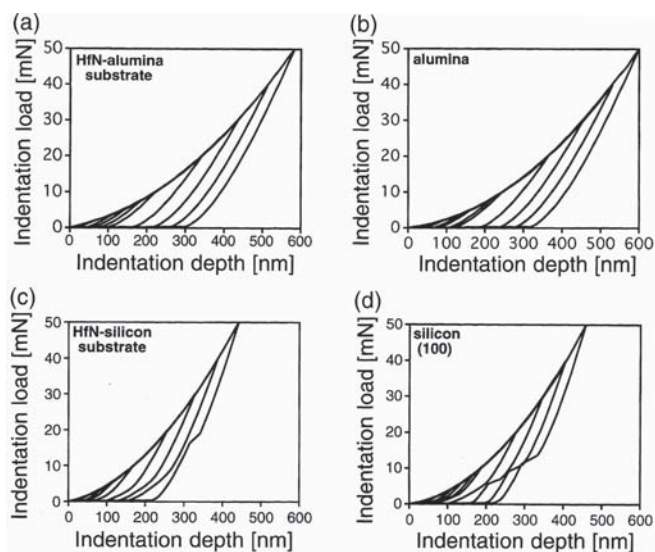 (a)
50
40
30
20
10
0
Indentation load [mN]
HfN-alumina
substrate
0 100 200 300 400 500 600
Indentation depth [nm]
(b)
50
40
30
20
10
0
Indentation load [mN]
alumina
0 100 200 300 400 500 600
Indentation depth [nm]
(c)
50
40
30
20
10
0
Indentation load [mN]
HfN-silicon
substrate
0 100 200 300 400 500 600
Indentation depth [nm]
(d)
50
40
30
20
10
0
Indentation load [mN]
silicon
(100)
0 100 200 300 400 500 600
Indentation depth [nm]